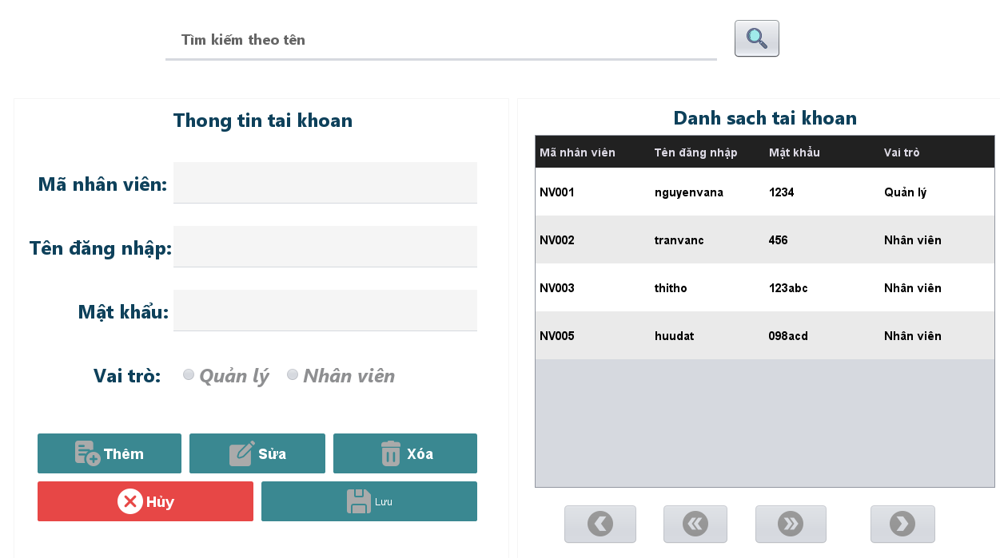 Tìm kiếm theo tên
Thong tin tai khoan
Mã nhân viên:
Tên đăng nhập:
Mật khẩu:
Vai trò: Quản lý Nhân viên
Thêm Sửa Xóa
Hủy Lưu
Danh sach tai khoan
Mã nhân viên Tên đăng nhập Mật khẩu Vai trò
NV001 nguyenvana 1234 Quản lý
NV002 tranvanc 456 Nhân viên
NV003 thitho 123abc Nhân viên
NV005 huudat 098acd Nhân viên